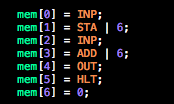 mem[0] = INP;
mem[1] = STA | 6;
mem[2] = INP;
mem[3] = ADD | 6;
mem[4] = OUT;
mem[5] = HLT;
mem[6] = 0;